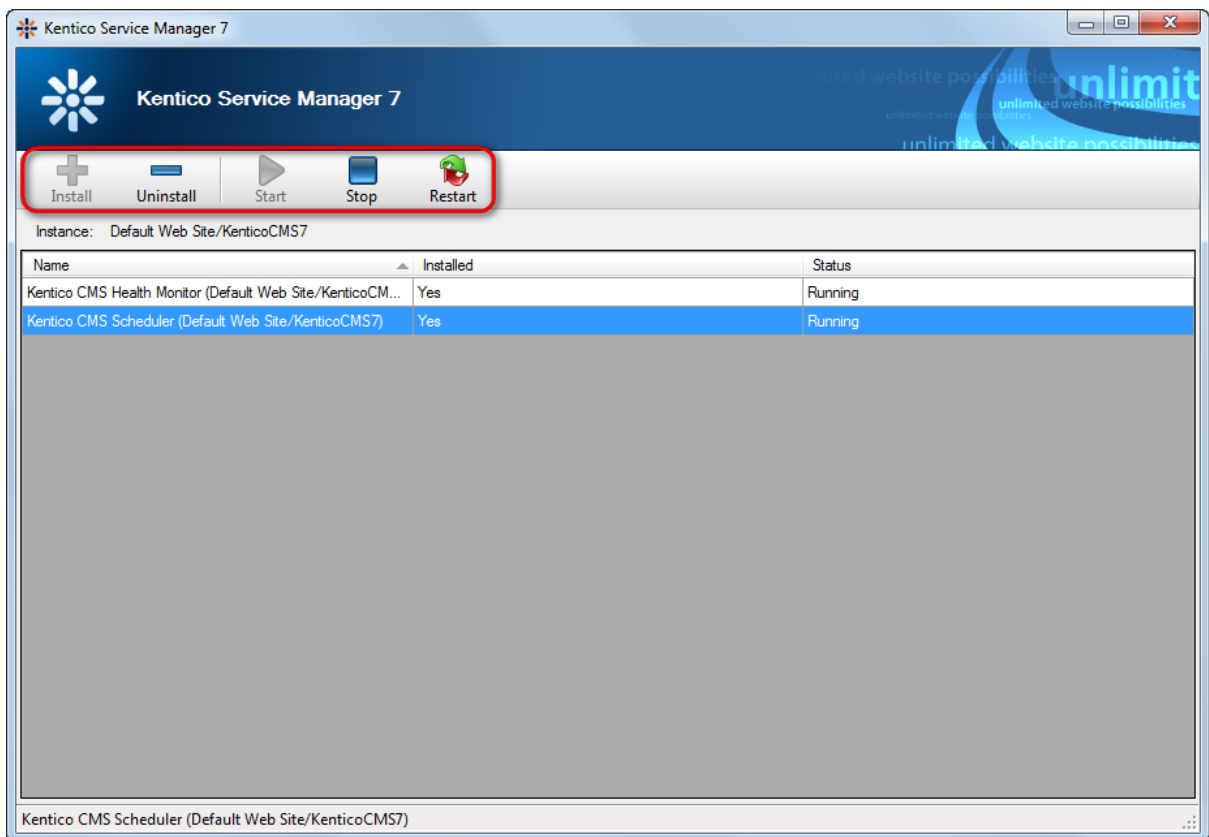 Kentico Service Manager 7
Kentico Service Manager 7
website possibilities
unlimit
unlimited website possibilities
unlimited website possibilities
unlimited website possibilities
Install Uninstall Start Stop Restart
Instance: Default Web Site/KenticoCMS7
Name Installed Status
Kentico CMS Health Monitor (Default Web Site/KenticoCM... Yes Running
Kentico CMS Scheduler (Default Web Site/KenticoCMS7) Yes Running
Kentico CMS Scheduler (Default Web Site/KenticoCMS7)